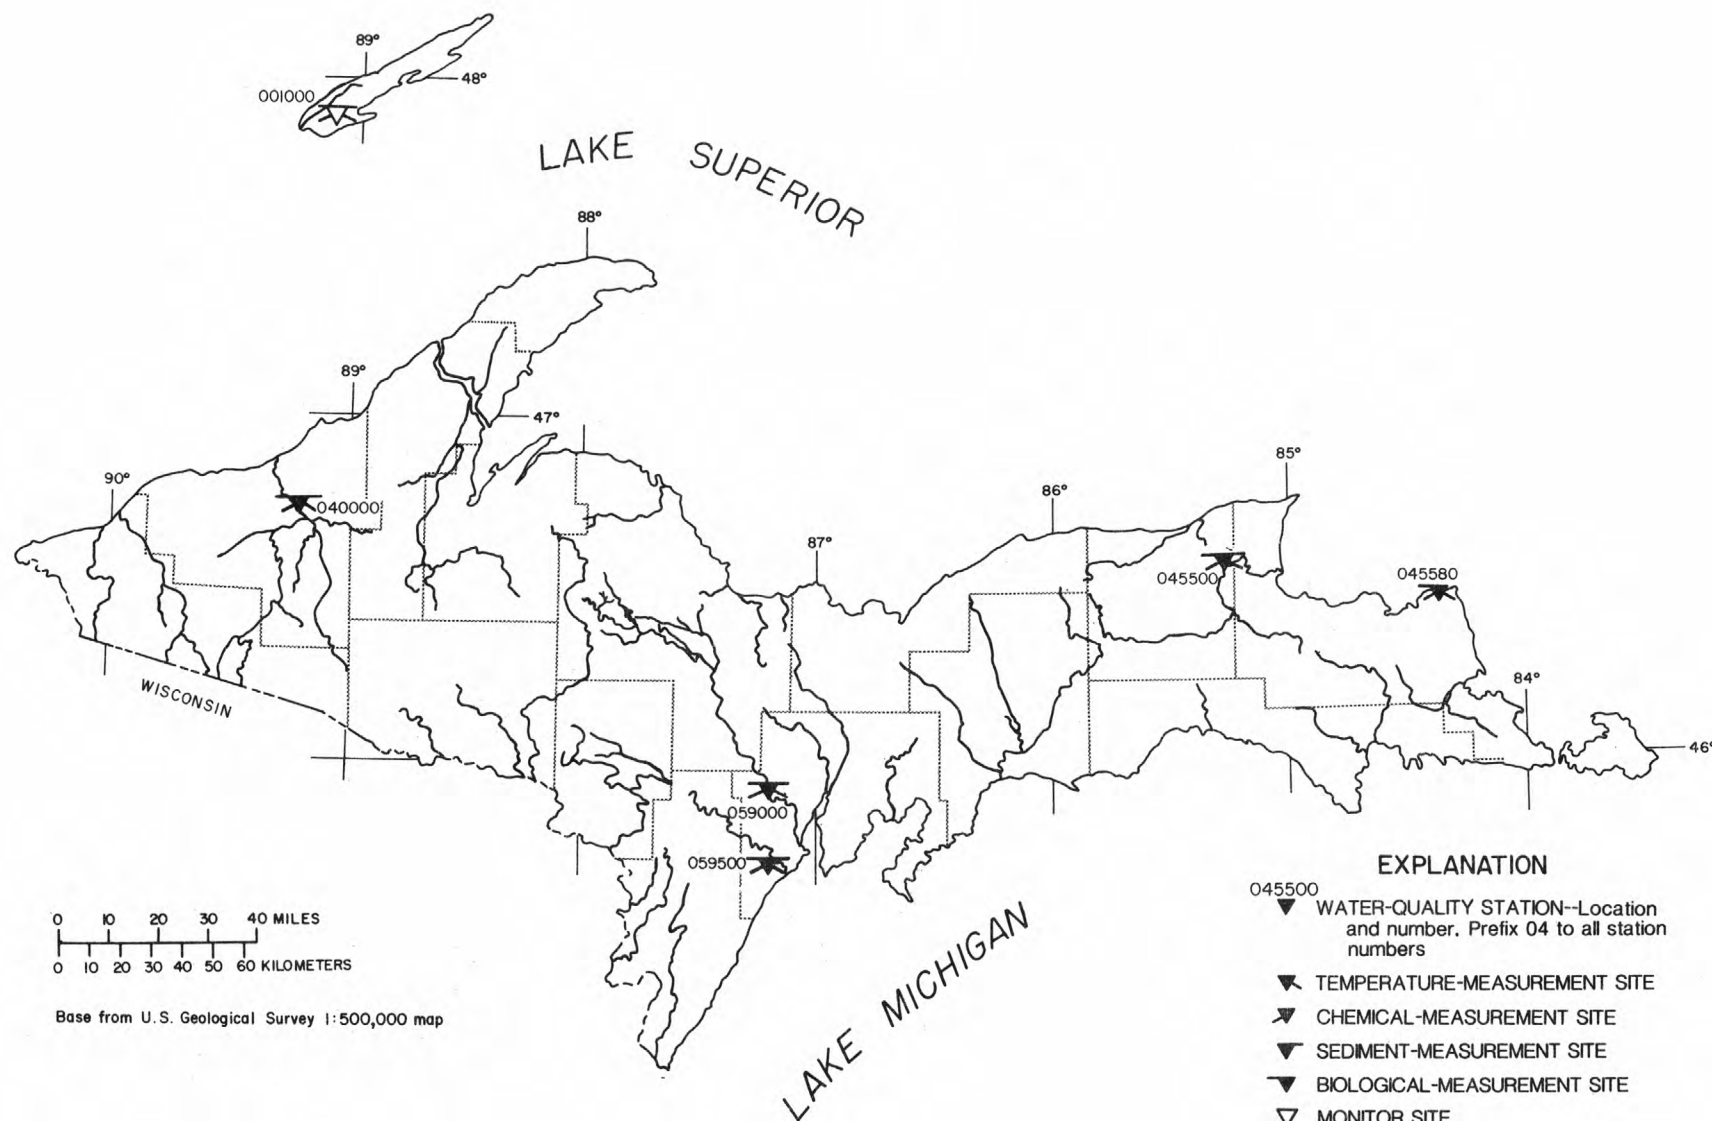 89°
48°
001000
LAKE SUPERIOR
88°
89°
47°
90°
040000
85°
86°
87°
045500
045580
WISCONSIN
84°
46°
059000
059500
0 10 20 30 40 MILES
0 10 20 30 40 50 60 KILOMETERS
Base from U.S. Geological Survey 1:500,000 map
LAKE MICHIGAN
EXPLANATION
045500
WATER-QUALITY STATION--Location
and number. Prefix 04 to all station
numbers
TEMPERATURE-MEASUREMENT SITE
CHEMICAL-MEASUREMENT SITE
SEDIMENT-MEASUREMENT SITE
BIOLOGICAL-MEASUREMENT SITE
MONITOR SITE